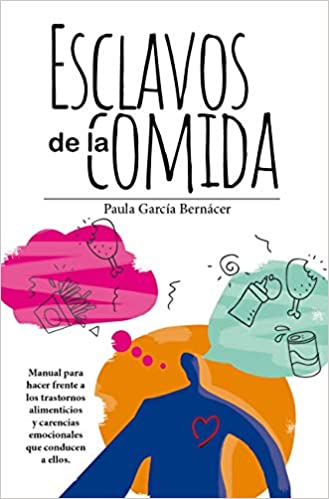 ESCLAVOS
de la COMIDA
Paula García Bernácer
Manual para
hacer frente a
los trastornos
alimenticios
y carencias
emocionales
que conducen
a ellos.